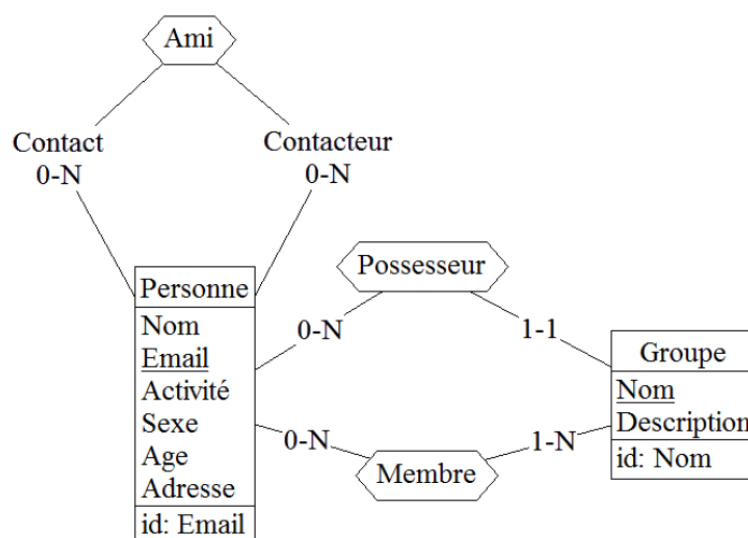 Ami
Contact
0-N
Contacteur
0-N
Possesseur
0-N
1-1
Personne
Nom
Email
Activité
Sexe
Age
Adresse
id: Email
Groupe
Nom
Description
id: Nom
0-N
1-N
Membre